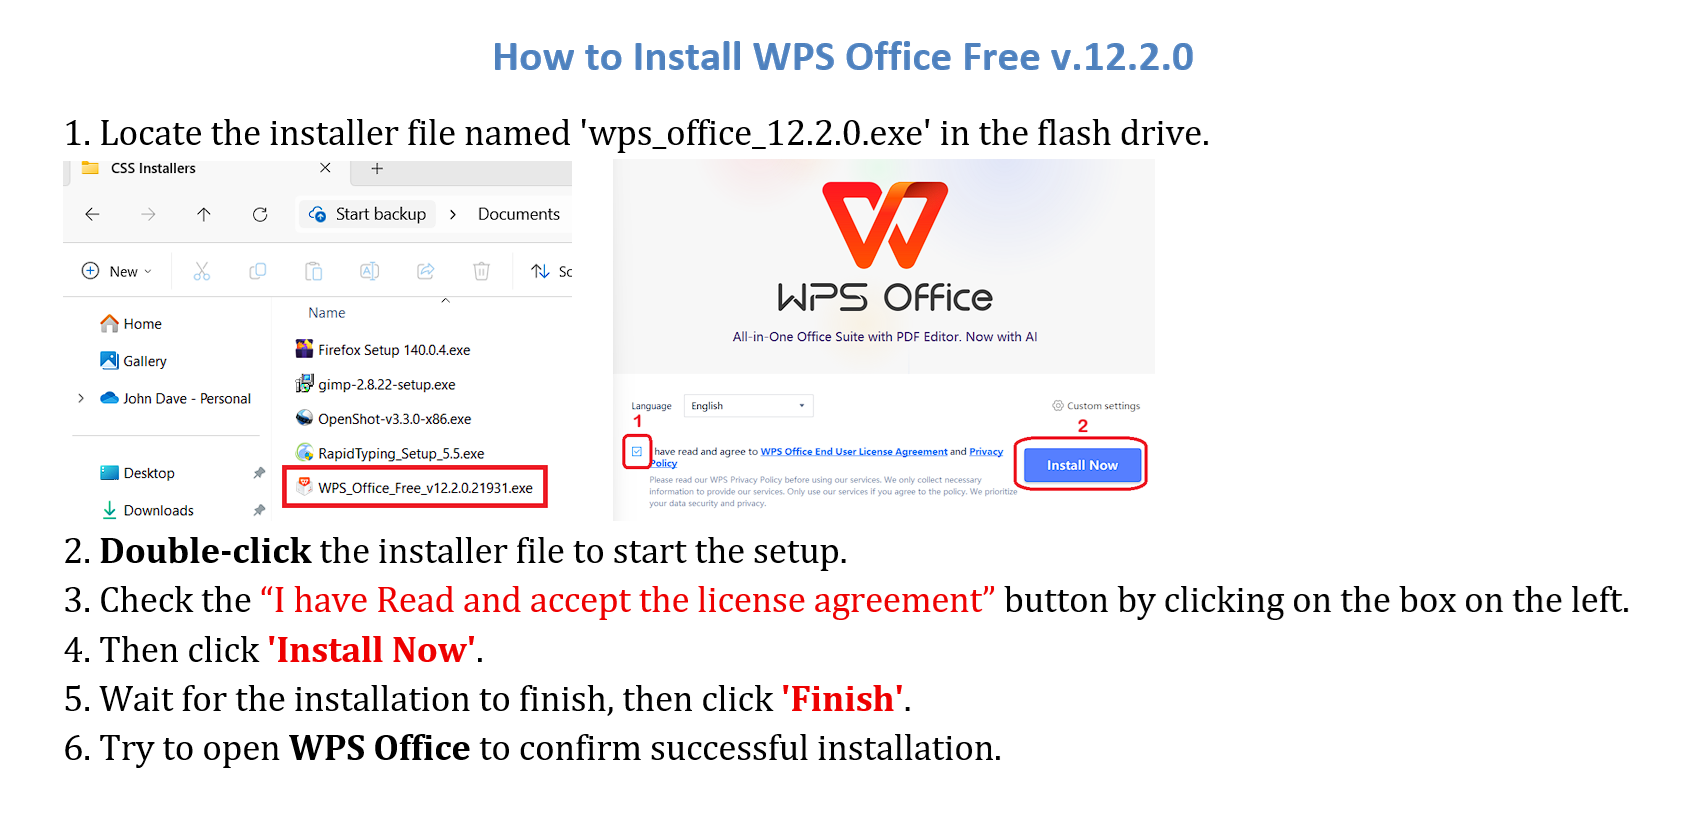 How to Install WPS Office Free v.12.2.0
1. Locate the installer file named 'wps_office_12.2.0.exe' in the flash drive.
CSS Installers
Start backup > Documents
New
Sc
Name
Home
Gallery
John Dave - Personal
Desktop
Downloads
Firefox Setup 140.0.4.exe
gimp-2.8.22-setup.exe
OpenShot-v3.3.0-x86.exe
RapidTyping_Setup_5.5.exe
WPS_Office_Free_v12.2.0.21931.exe
WPS Office
All-in-One Office Suite with PDF Editor. Now with AI
Language English
Custom settings
1
2
have read and agree to WPS Office End User License Agreement and Privacy
Policy
Install Now
Please read our WPS Privacy Policy before using our services. We only collect necessary
information to provide our services. Only use our services if you agree to the policy. We prioritize
your data security and privacy.
2. Double-click the installer file to start the setup.
3. Check the “I have Read and accept the license agreement” button by clicking on the box on the left.
4. Then click 'Install Now'.
5. Wait for the installation to finish, then click 'Finish'.
6. Try to open WPS Office to confirm successful installation.